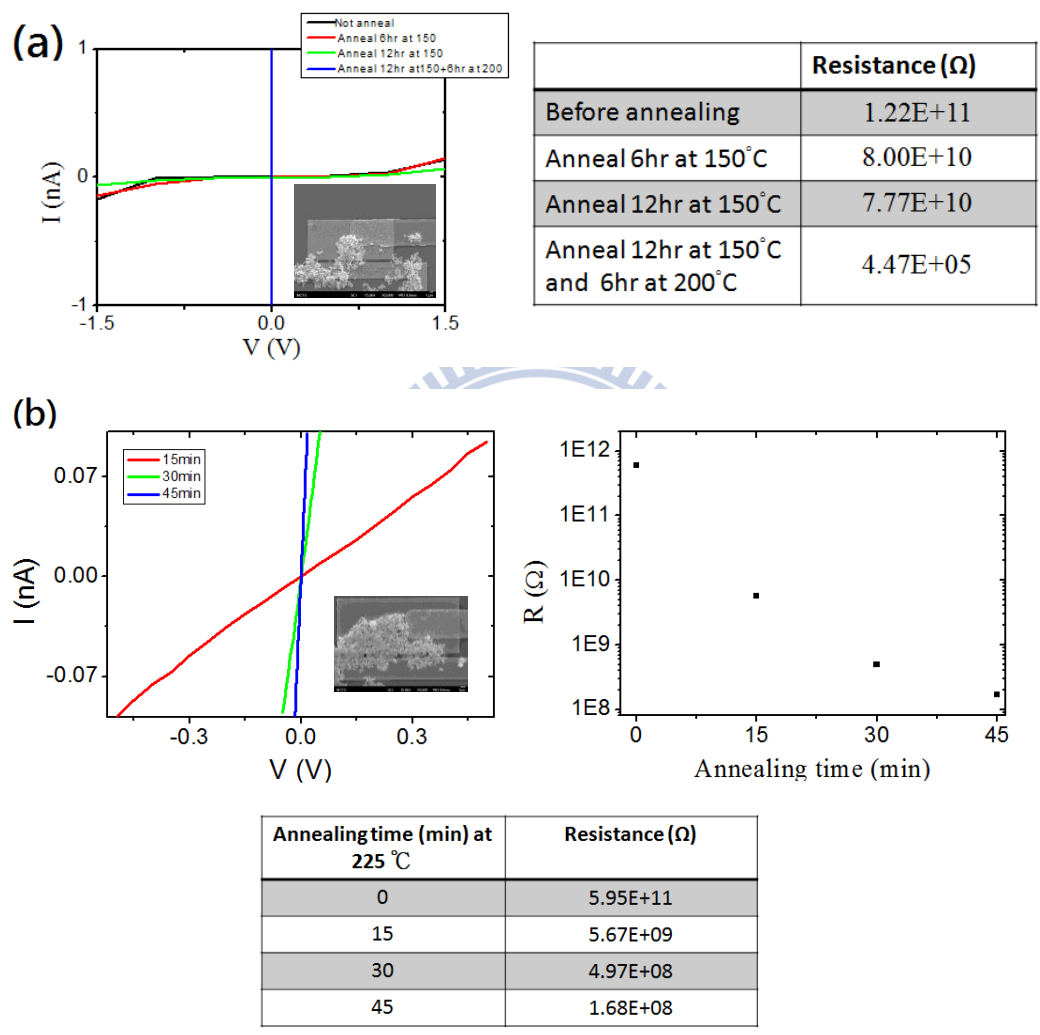 (a)
Not anneal
Anneal 6hr at 150
Anneal 12hr at 150
Anneal 12hr at150+6hr at 200
1
0
-1
I (nA)
-1.5
0.0
1.5
V (V)
Resistance (Ω)
Before annealing
1.22E+11
Anneal 6hr at 150°C
8.00E+10
Anneal 12hr at 150°C
7.77E+10
Anneal 12hr at 150°C
and 6hr at 200°C
4.47E+05
(b)
15min
30min
45min
0.07
0.00
-0.07
I (nA)
-0.3
0.0
0.3
V (V)
1E12
1E11
1E10
1E9
1E8
R (Ω)
0
15
30
45
Annealing time (min)
Annealing time (min) at
225 ℃
Resistance (Ω)
0
5.95E+11
15
5.67E+09
30
4.97E+08
45
1.68E+08